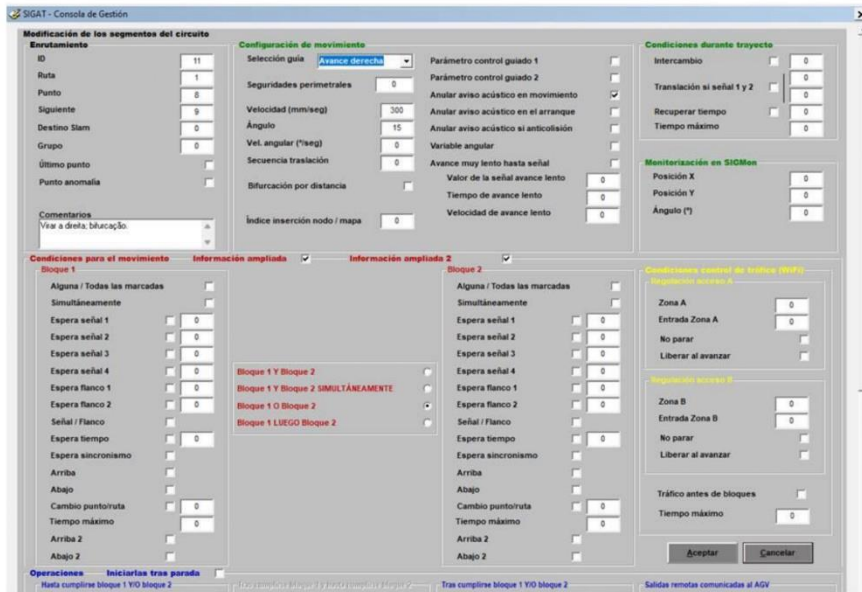 SIGAT - Consola de Gestión
Modificación de los segmentos del circuito
Enrutamiento
ID 11
Ruta 1
Punto 8
Siguiente 9
Destino Slam 0
Grupo 0
Último punto
Punto anomalía
Comentarios
Virar a direita; bifurcação.
Configuración de movimiento
Selección guía Avance derecha
Seguridades perimetrales 0
Velocidad (mm/seg) 300
Ángulo 15
Vel. angular (º/seg) 0
Secuencia traslación 0
Bifurcación por distancia
Índice inserción nodo / mapa 0
Parámetro control guiado 1
Parámetro control guiado 2
Anular aviso acústico en movimiento
Anular aviso acústico en el arranque
Anular aviso acústico si anticolisión
Variable angular
Avance muy lento hasta señal
Valor de la señal avance lento 0
Tiempo de avance lento 0
Velocidad de avance lento 0
Condiciones durante trayecto
Intercambio 0
Translación si señal 1 y 2 0
0
Recuperar tiempo 0
Tiempo máximo 0
Monitorización en SIGMon
Posición X 0
Posición Y 0
Ángulo (º) 0
Condiciones para el movimiento Información ampliada Información ampliada 2
Bloque 1
Alguna / Todas las marcadas
Simultáneamente
Espera señal 1 0
Espera señal 2 0
Espera señal 3 0
Espera señal 4 0
Espera flanco 1 0
Espera flanco 2 0
Señal / Flanco
Espera tiempo 0
Espera sincronismo
Arriba
Abajo
Cambio punto/ruta 0
Tiempo máximo 0
Arriba 2
Abajo 2
Bloque 1 Y Bloque 2
Bloque 1 Y Bloque 2 SIMULTÁNEAMENTE
Bloque 1 O Bloque 2
Bloque 1 LUEGO Bloque 2
Bloque 2
Alguna / Todas las marcadas
Simultáneamente
Espera señal 1 0
Espera señal 2 0
Espera señal 3 0
Espera señal 4 0
Espera flanco 1 0
Espera flanco 2 0
Señal / Flanco
Espera tiempo 0
Espera sincronismo
Arriba
Abajo
Cambio punto/ruta 0
Tiempo máximo 0
Arriba 2
Abajo 2
Condiciones control de tráfico (WiFi)
Regulación acceso A
Zona A 0
Entrada Zona A 0
No parar
Liberar al avanzar
Regulación acceso B
Zona B 0
Entrada Zona B 0
No parar
Liberar al avanzar
Tráfico antes de bloques
Tiempo máximo 0
Aceptar Cancelar
Operaciones Iniciarlas tras parada
Hasta cumplirse bloque 1 Y/O bloque 2
Tras cumplirse bloque 1 y hasta cumplirse bloque 2
Tras cumplirse bloque 1 Y/O bloque 2
Salidas remotas comunicadas al AGV